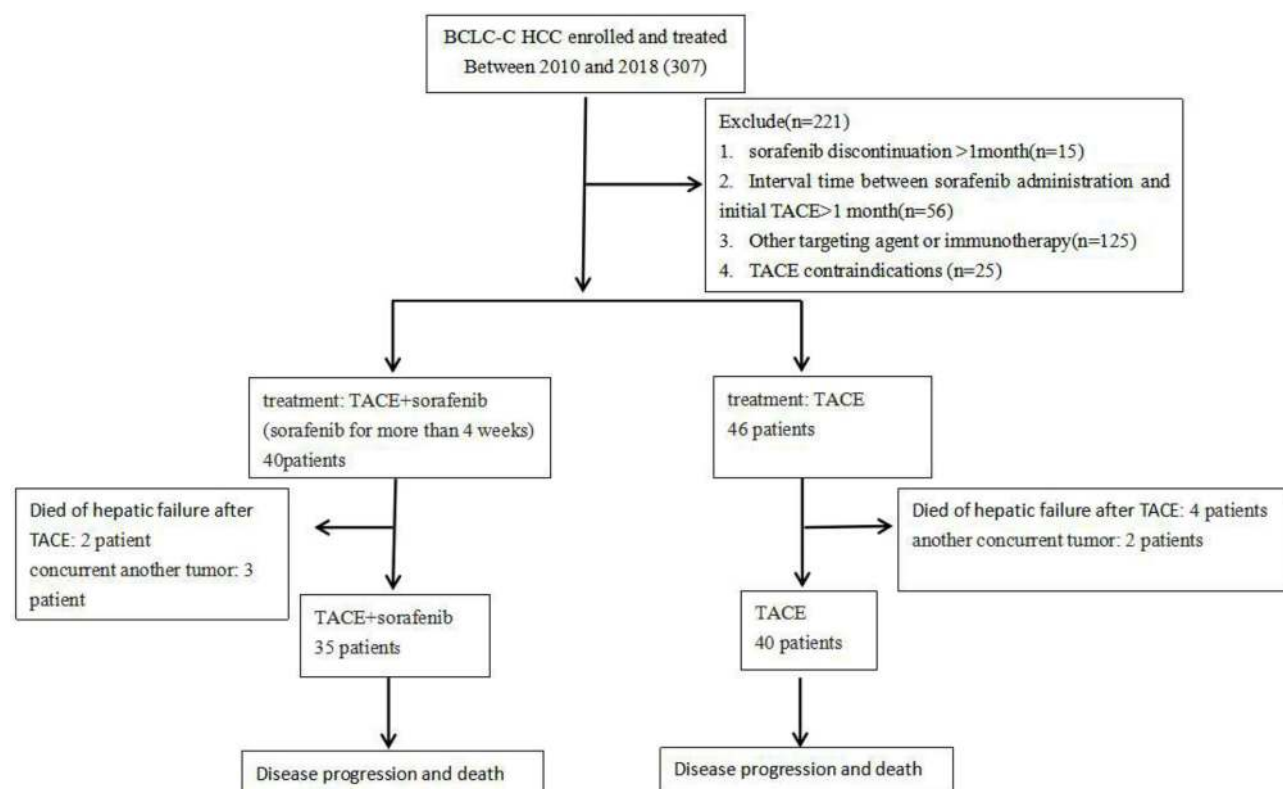 BCLC-C HCC enrolled and treated
Between 2010 and 2018 (307)
Exclude(n=221)
1. sorafenib discontinuation >1month(n=15)
2. Interval time between sorafenib administration and
initial TACE>1 month(n=56)
3. Other targeting agent or immunotherapy(n=125)
4. TACE contraindications (n=25)
treatment: TACE+sorafenib
(sorafenib for more than 4 weeks)
40patients
treatment: TACE
46 patients
Died of hepatic failure after
TACE: 2 patient
concurrent another tumor: 3
patient
Died of hepatic failure after TACE: 4 patients
another concurrent tumor: 2 patients
TACE+sorafenib
35 patients
TACE
40 patients
Disease progression and death
Disease progression and death